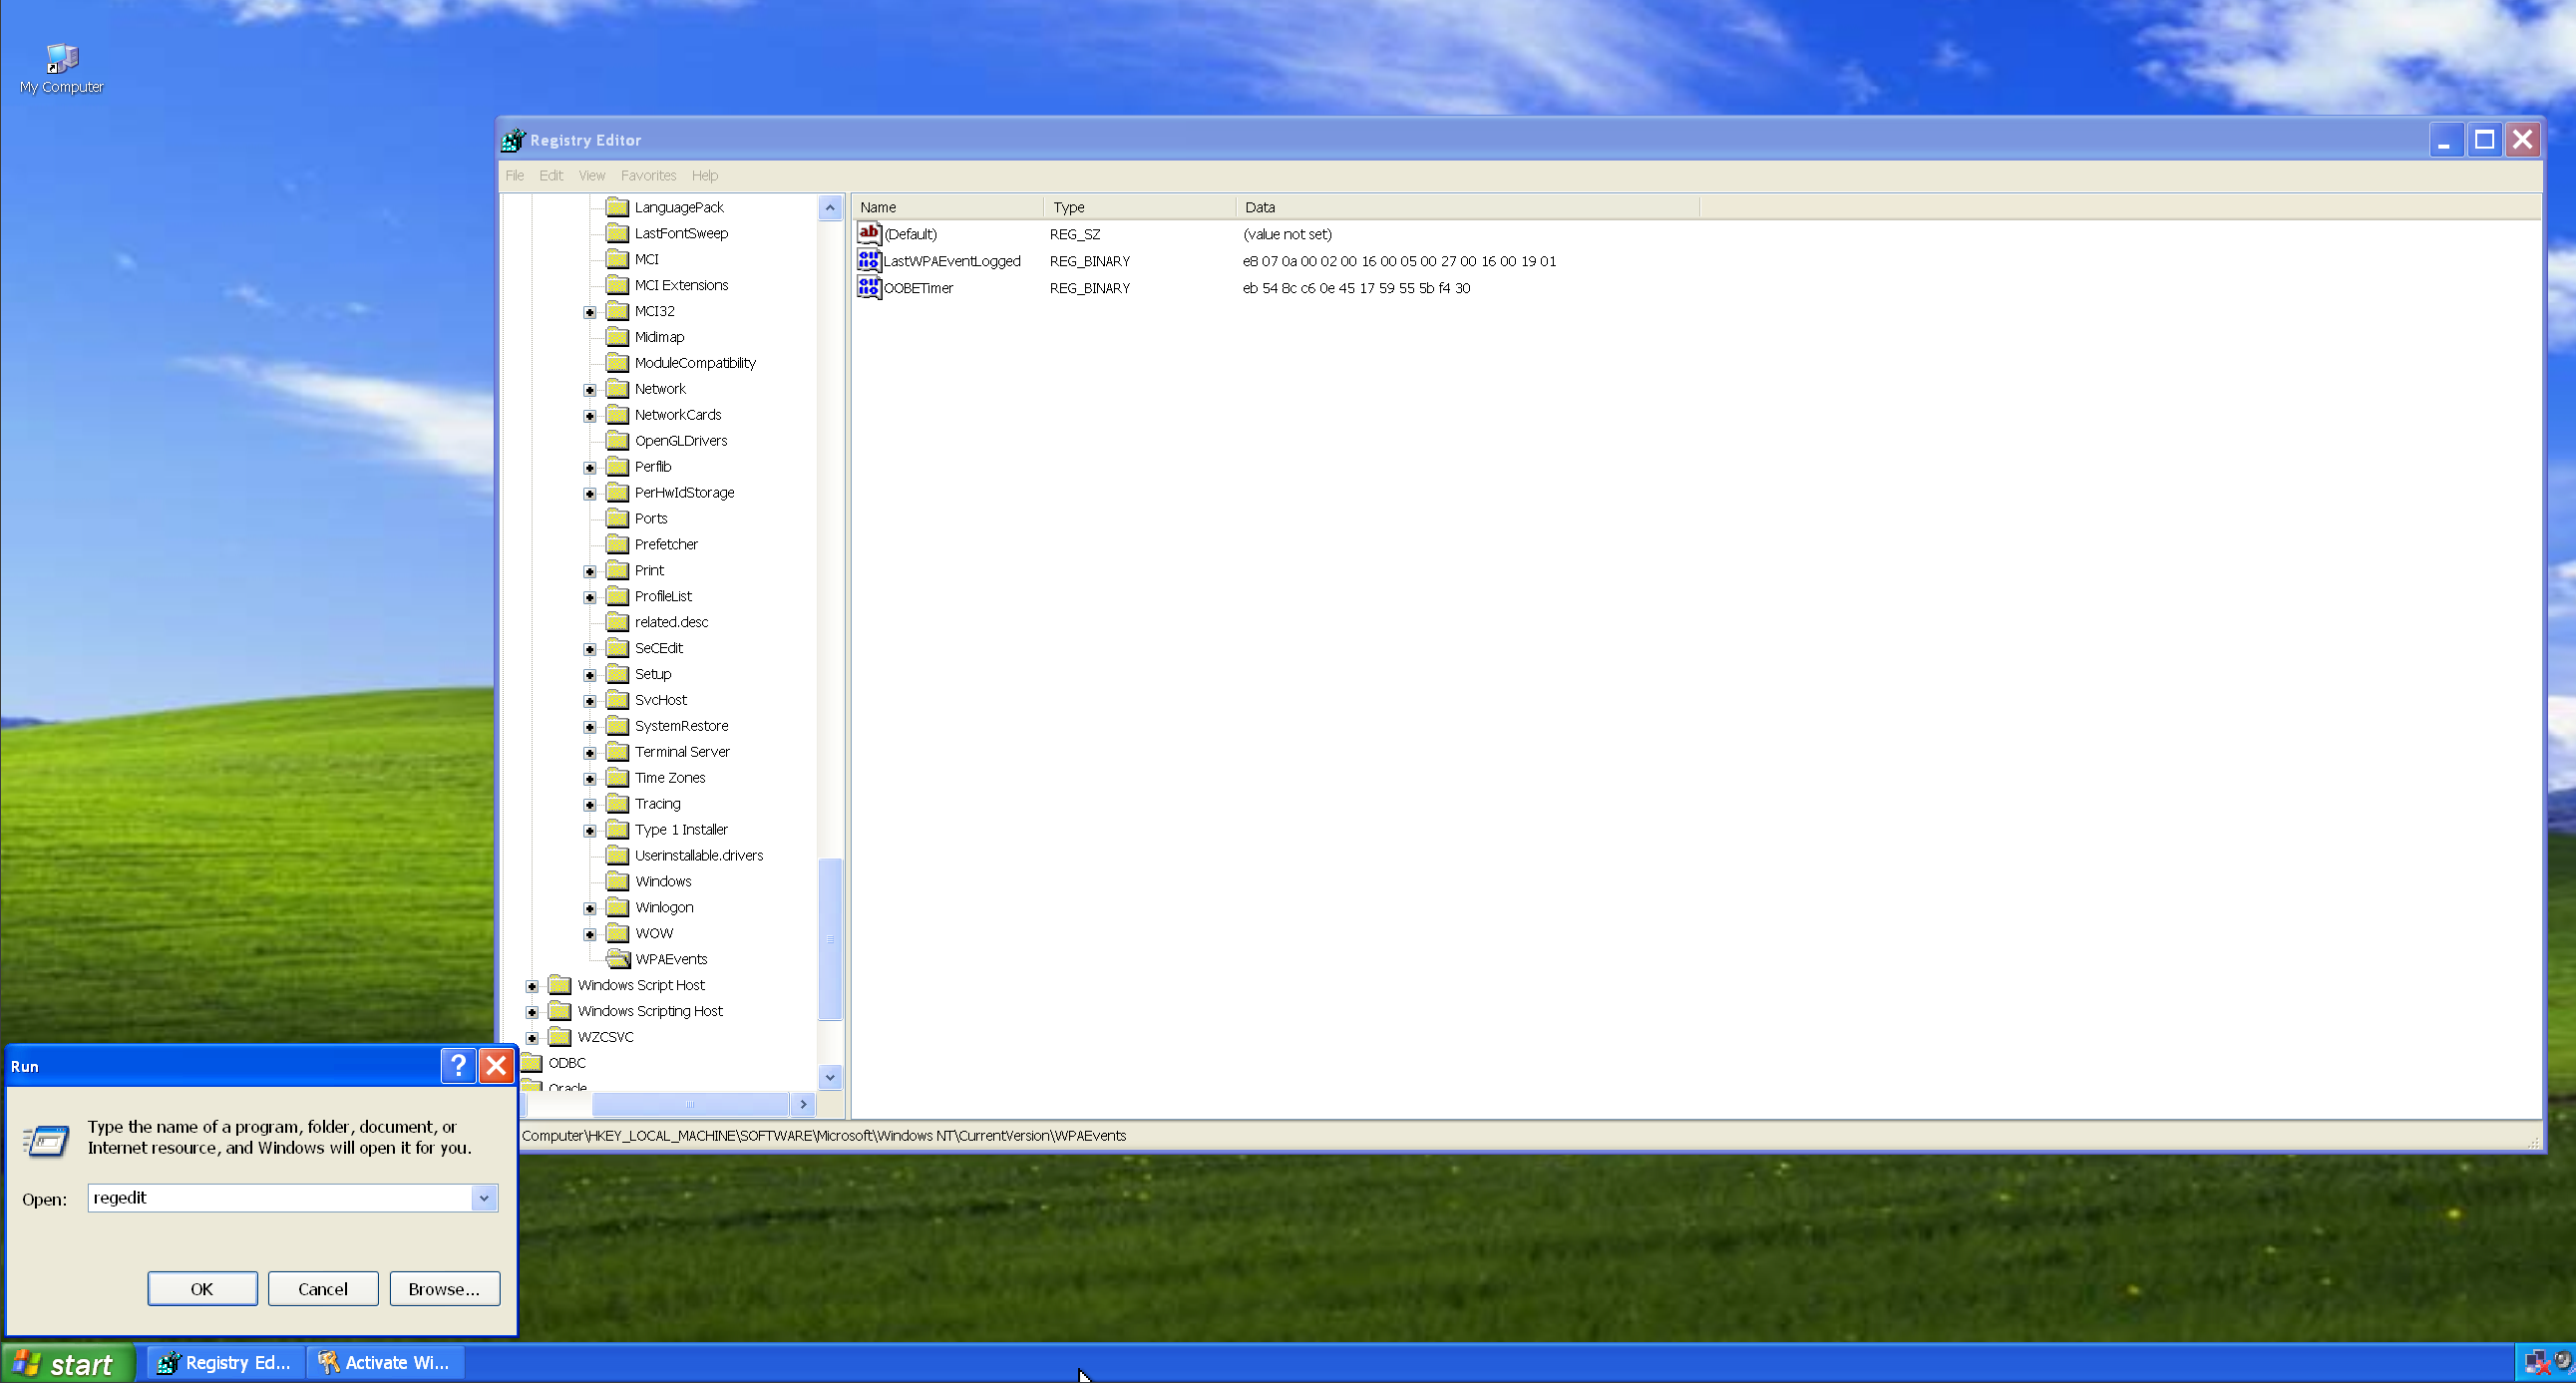 My Computer
Registry Editor
File Edit View Favorites Help
LanguagePack
LastFontSweep
MCI
MCI Extensions
MCI32
Midimap
ModuleCompatibility
Network
NetworkCards
OpenGLDrivers
Perflib
PerHwIdStorage
Ports
Prefetcher
Print
ProfileList
related.desc
SeCEdit
Setup
SvcHost
SystemRestore
Terminal Server
Time Zones
Tracing
Type 1 Installer
Userinstallable.drivers
Windows
Winlogon
WOW
WPAEvents
Windows Script Host
Windows Scripting Host
WZCSVC
ODBC
Oracle
Name Type Data
(Default) REG_SZ (value not set)
LastWPAEventLogged REG_BINARY e8 07 0a 00 02 00 16 00 05 00 27 00 16 00 19 01
OOBETimer REG_BINARY eb 54 8c c6 0e 45 17 59 55 5b f4 30
Computer\HKEY_LOCAL_MACHINE\SOFTWARE\Microsoft\Windows NT\CurrentVersion\WPAEvents
Run
Type the name of a program, folder, document, or
Internet resource, and Windows will open it for you.
Open: regedit
OK Cancel Browse...
start Registry Ed... Activate Wi...